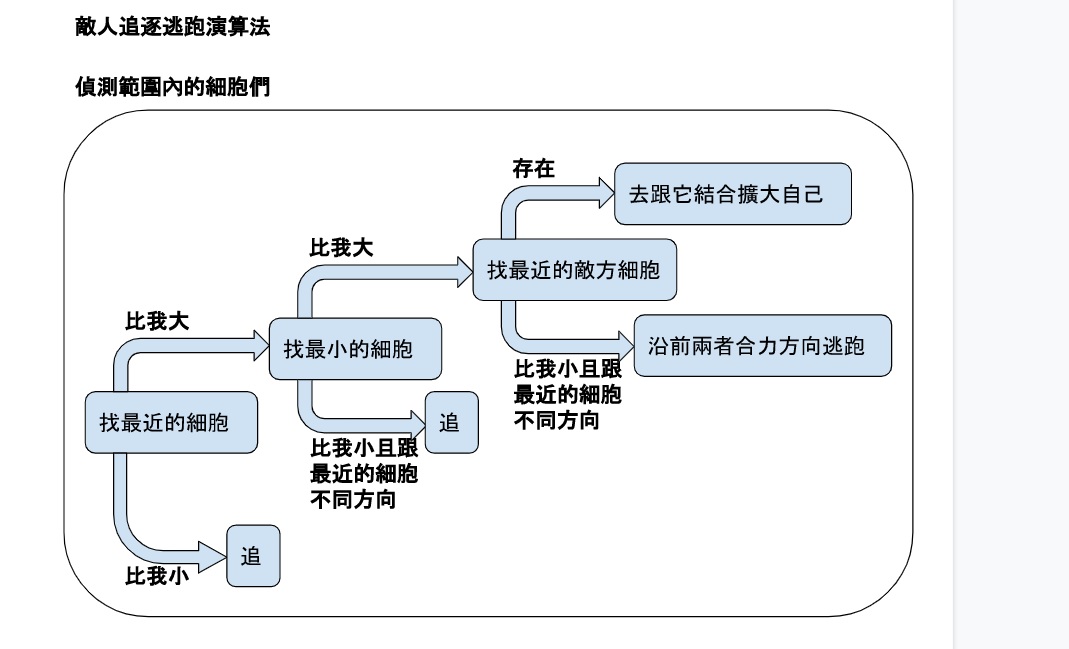 敵人追逐逃跑演算法
偵測範圍內的細胞們
存在
去跟它結合擴大自己
比我大
找最近的敵方細胞
比我大
沿前兩者合力方向逃跑
找最小的細胞
比我小且跟
最近的細胞
不同方向
找最近的細胞
追
比我小且跟
最近的細胞
不同方向
追
比我小